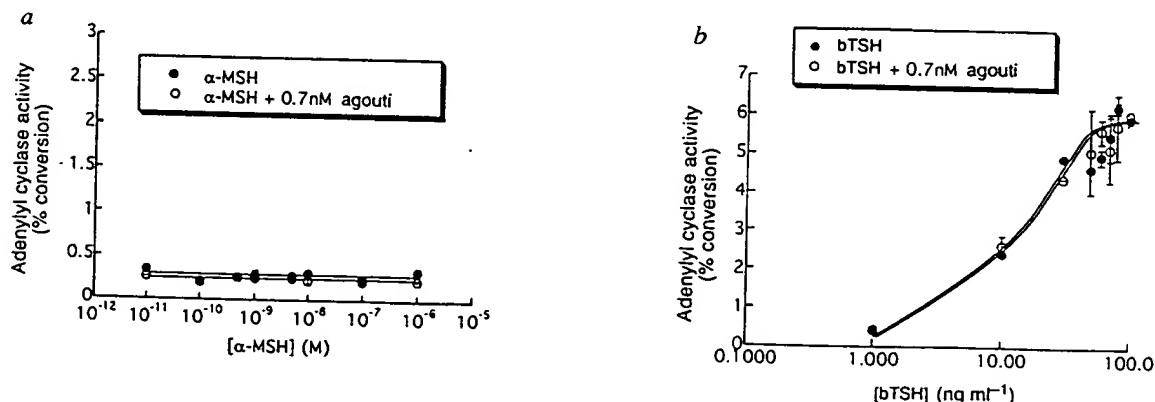 a
3
2.5
2
1.5
1
0.5
0
Adenylyl cyclase activity
(% conversion)
α-MSH
α-MSH + 0.7nM agouti
10⁻¹² 10⁻¹¹ 10⁻¹⁰ 10⁻⁹ 10⁻⁸ 10⁻⁷ 10⁻⁶ 10⁻⁵
[α-MSH] (M)
b
bTSH
bTSH + 0.7nM agouti
7
6
5
4
3
2
1
0
Adenylyl cyclase activity
(% conversion)
0.1000 1.000 10.00 100.0
[bTSH] (ng ml⁻¹)